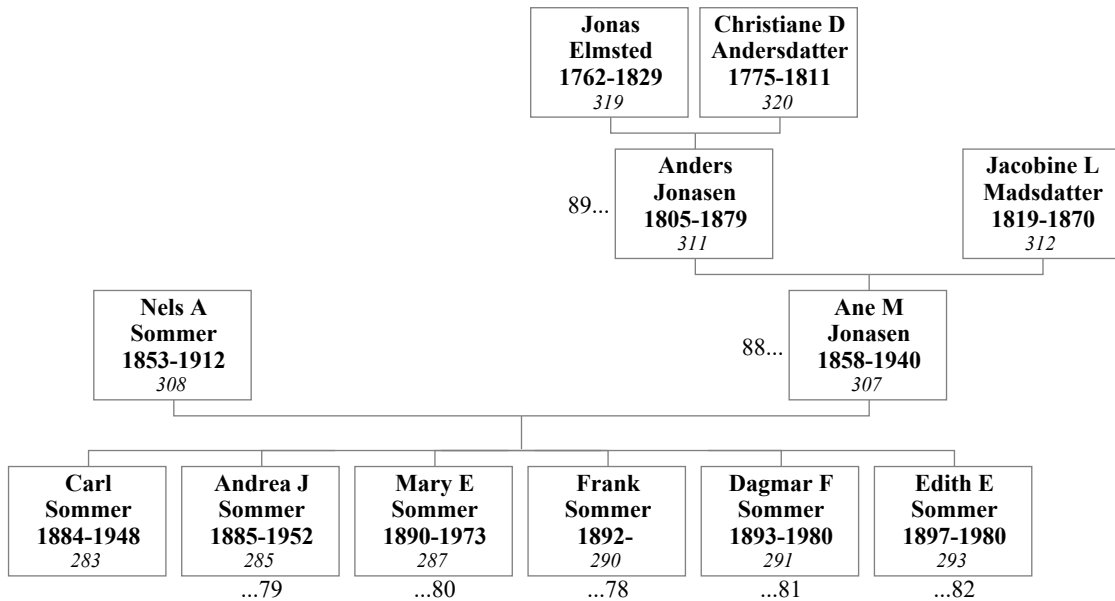 Jonas
Elmsted
1762-1829
319
Christiane D
Andersdatter
1775-1811
320
89...
Anders
Jonasen
1805-1879
311
Jacobine L
Madsdatter
1819-1870
312
Nels A
Sommer
1853-1912
308
88...
Ane M
Jonasen
1858-1940
307
Carl
Sommer
1884-1948
283
Andrea J
Sommer
1885-1952
285
...79
Mary E
Sommer
1890-1973
287
...80
Frank
Sommer
1892-
290
...78
Dagmar F
Sommer
1893-1980
291
...81
Edith E
Sommer
1897-1980
293
...82